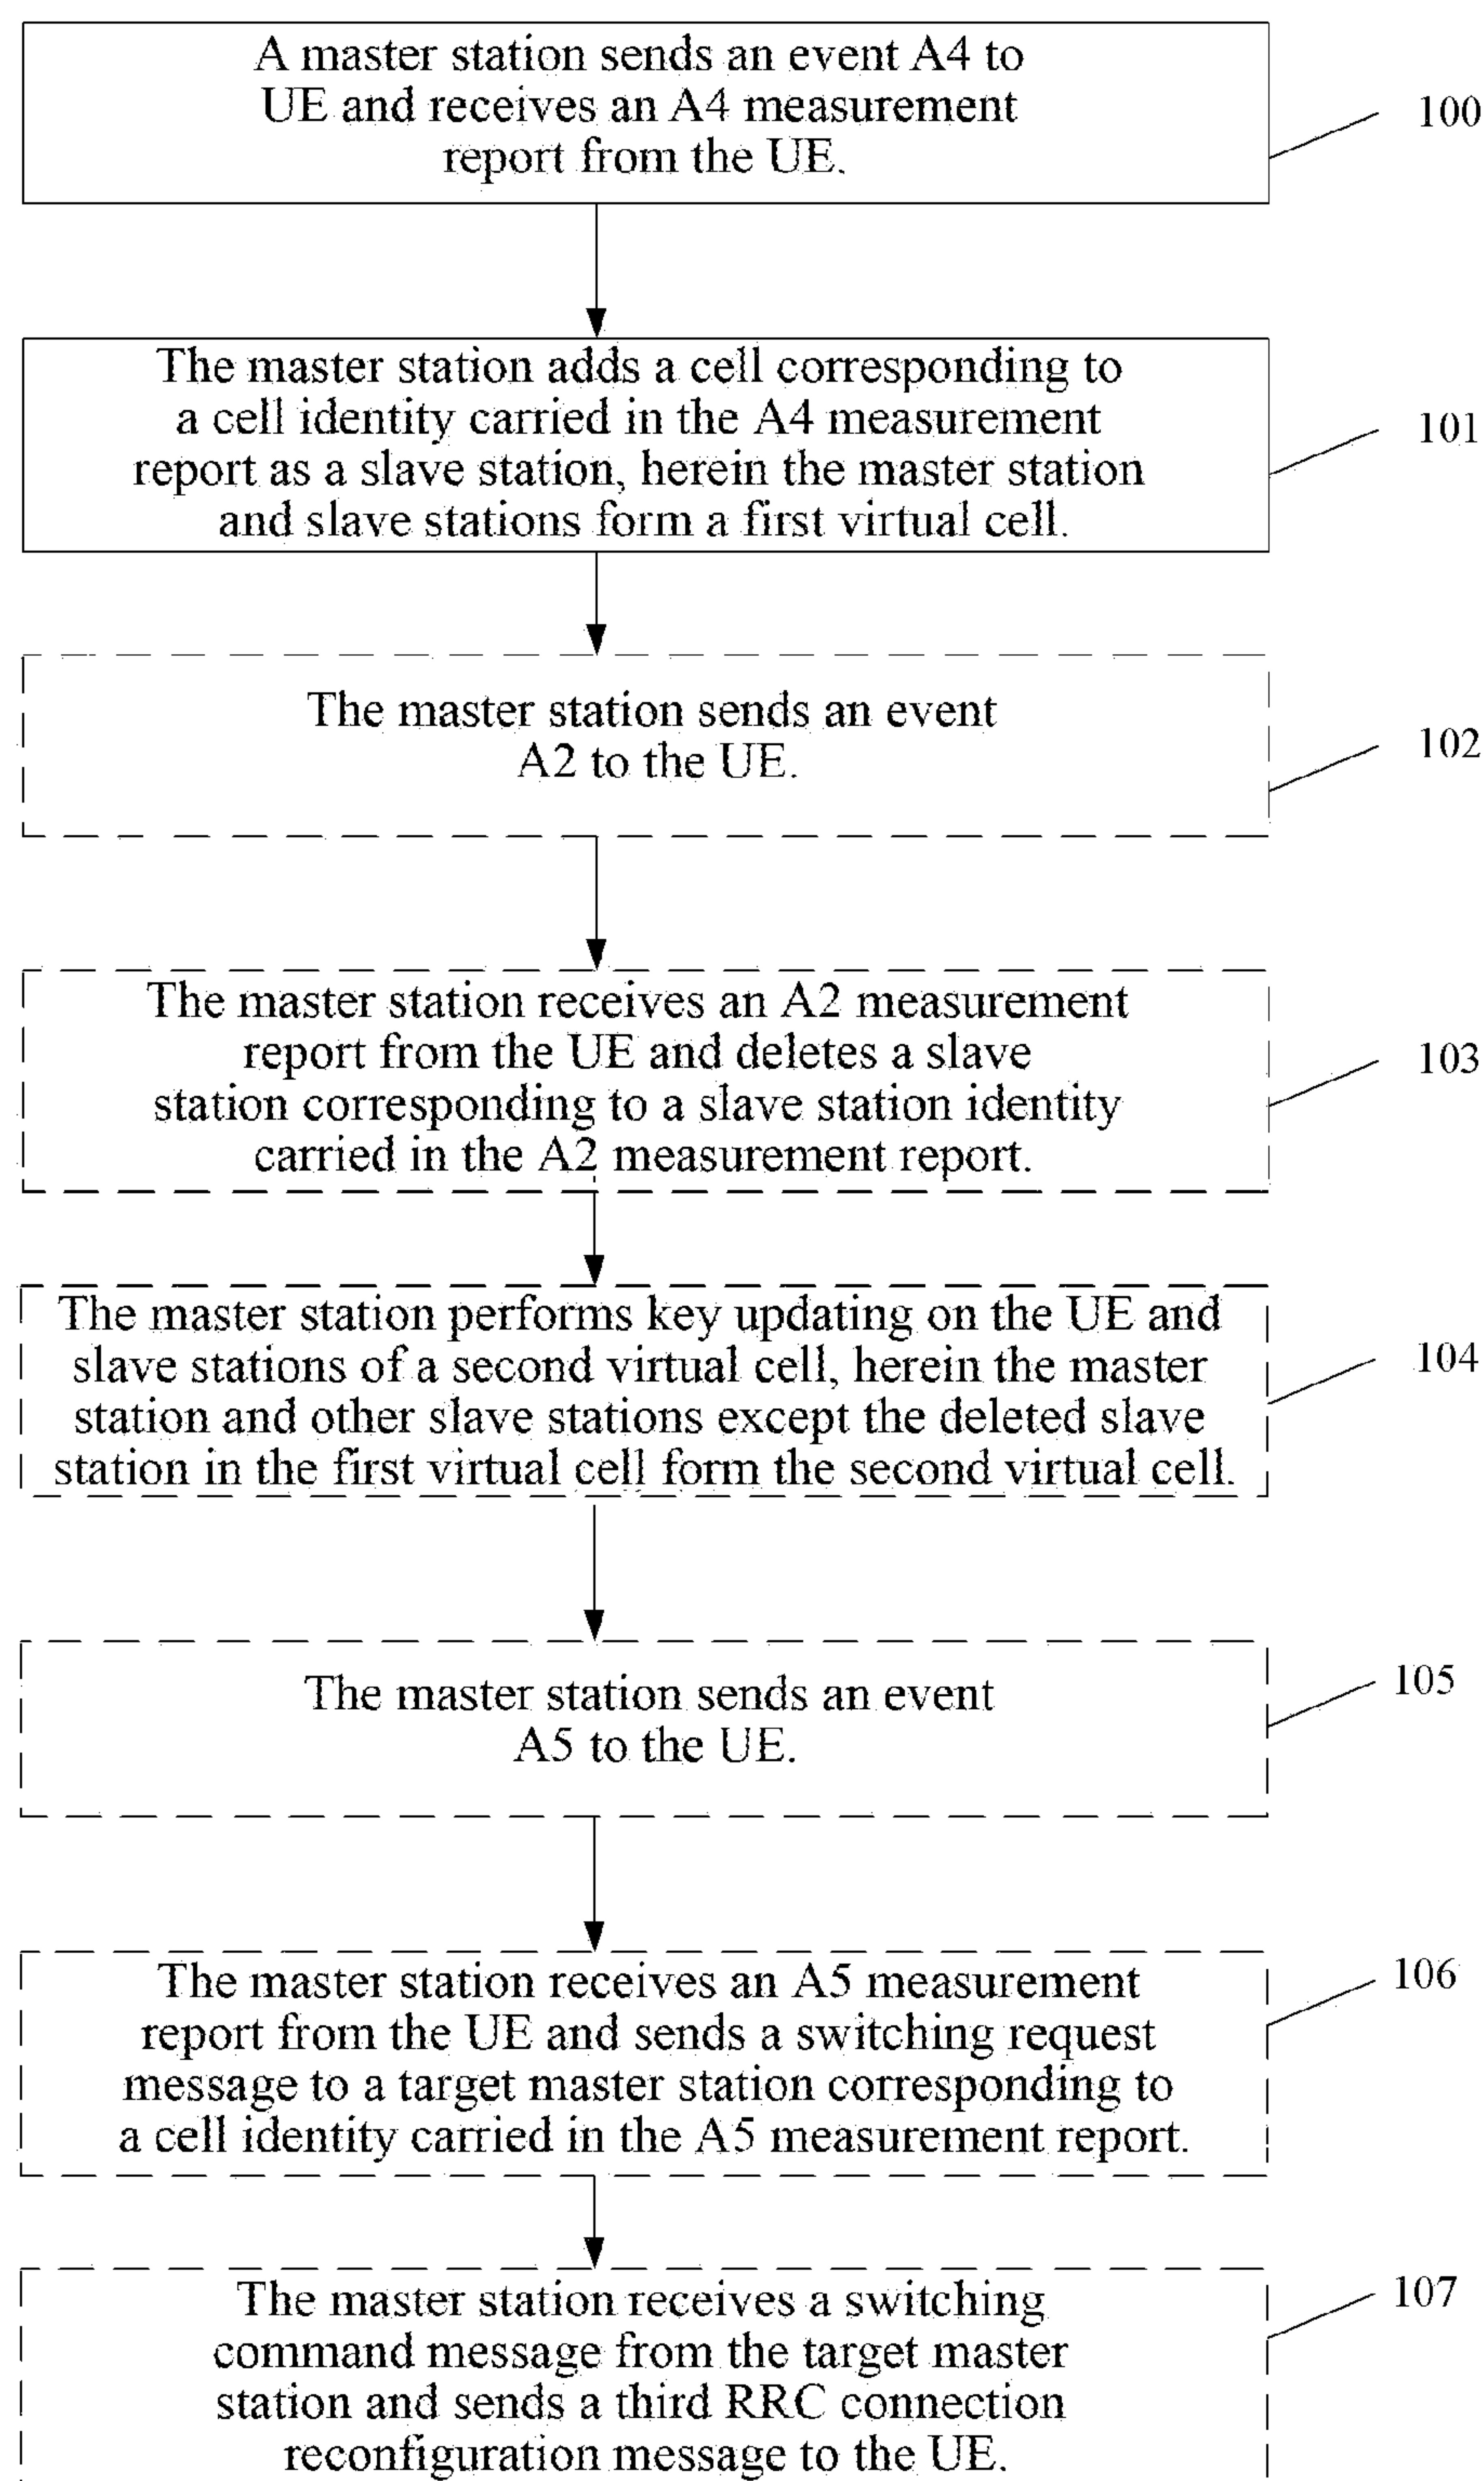 A master station sends an event A4 to
UE and receives an A4 measurement
report from the UE.
100
The master station adds a cell corresponding to
a cell identity carried in the A4 measurement
report as a slave station, herein the master station
and slave stations form a first virtual cell.
101
The master station sends an event
A2 to the UE.
102
The master station receives an A2 measurement
report from the UE and deletes a slave
station corresponding to a slave station identity
carried in the A2 measurement report.
103
The master station performs key updating on the UE and
slave stations of a second virtual cell, herein the master
station and other slave stations except the deleted slave
station in the first virtual cell form the second virtual cell.
104
The master station sends an event
A5 to the UE.
105
The master station receives an A5 measurement
report from the UE and sends a switching request
message to a target master station corresponding to
a cell identity carried in the A5 measurement report.
106
The master station receives a switching
command message from the target master
station and sends a third RRC connection
reconfiguration message to the UE.
107